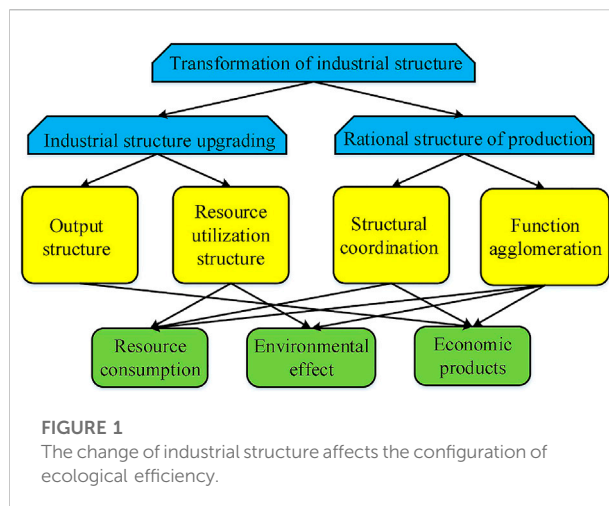 Transformation of industrial structure
Industrial structure upgrading
Rational structure of production
Output
structure
Resource
utilization
structure
Structural
coordination
Function
agglomeration
Resource
consumption
Environmental
effect
Economic
products
FIGURE 1
The change of industrial structure affects the configuration of
ecological efficiency.